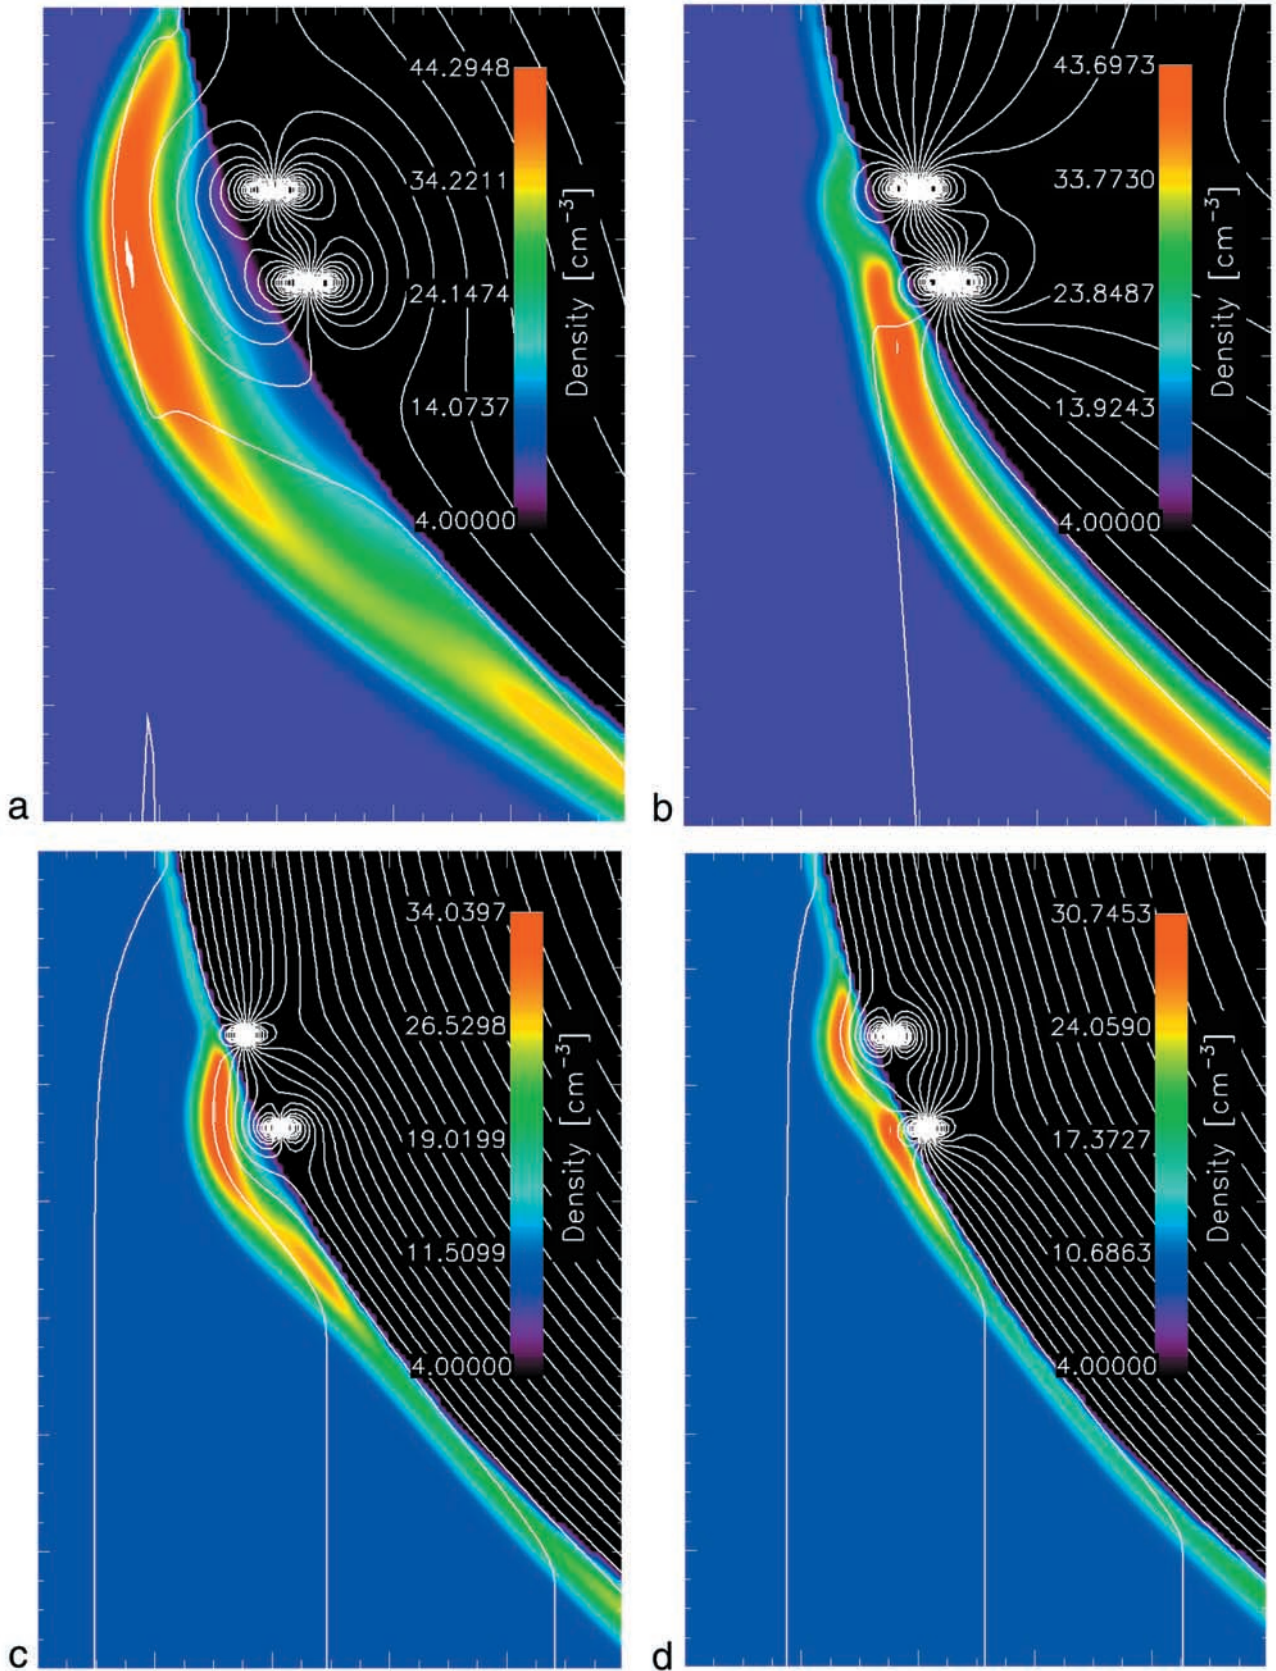 44.2948
34.2211
24.1474
14.0737
4.00000
Density [cm⁻³]
a
43.6973
33.7730
23.8487
13.9243
4.00000
Density [cm⁻³]
b
34.0397
26.5298
19.0199
11.5099
4.00000
Density [cm⁻³]
c
30.7453
24.0590
17.3727
10.6863
4.00000
Density [cm⁻³]
d